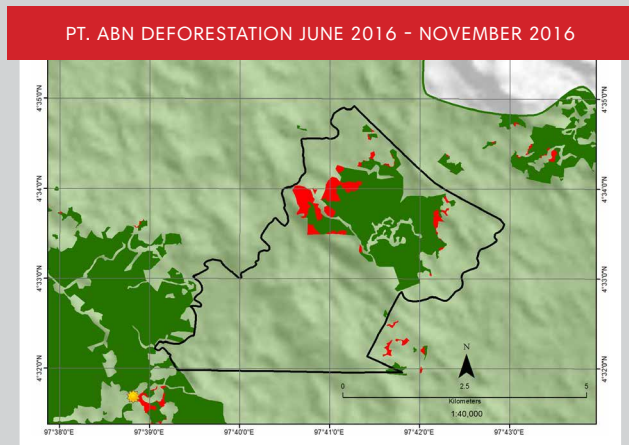 PT. ABN DEFORESTATION JUNE 2016 - NOVEMBER 2016
4°35'0"N
4°35'0"N
4°34'0"N
4°34'0"N
4°33'0"N
4°33'0"N
4°32'0"N
4°32'0"N
N
0
2.5
5
Kilometers
1:40,000
97°38'0"E
97°39'0"E
97°40'0"E
97°41'0"E
97°42'0"E
97°43'0"E